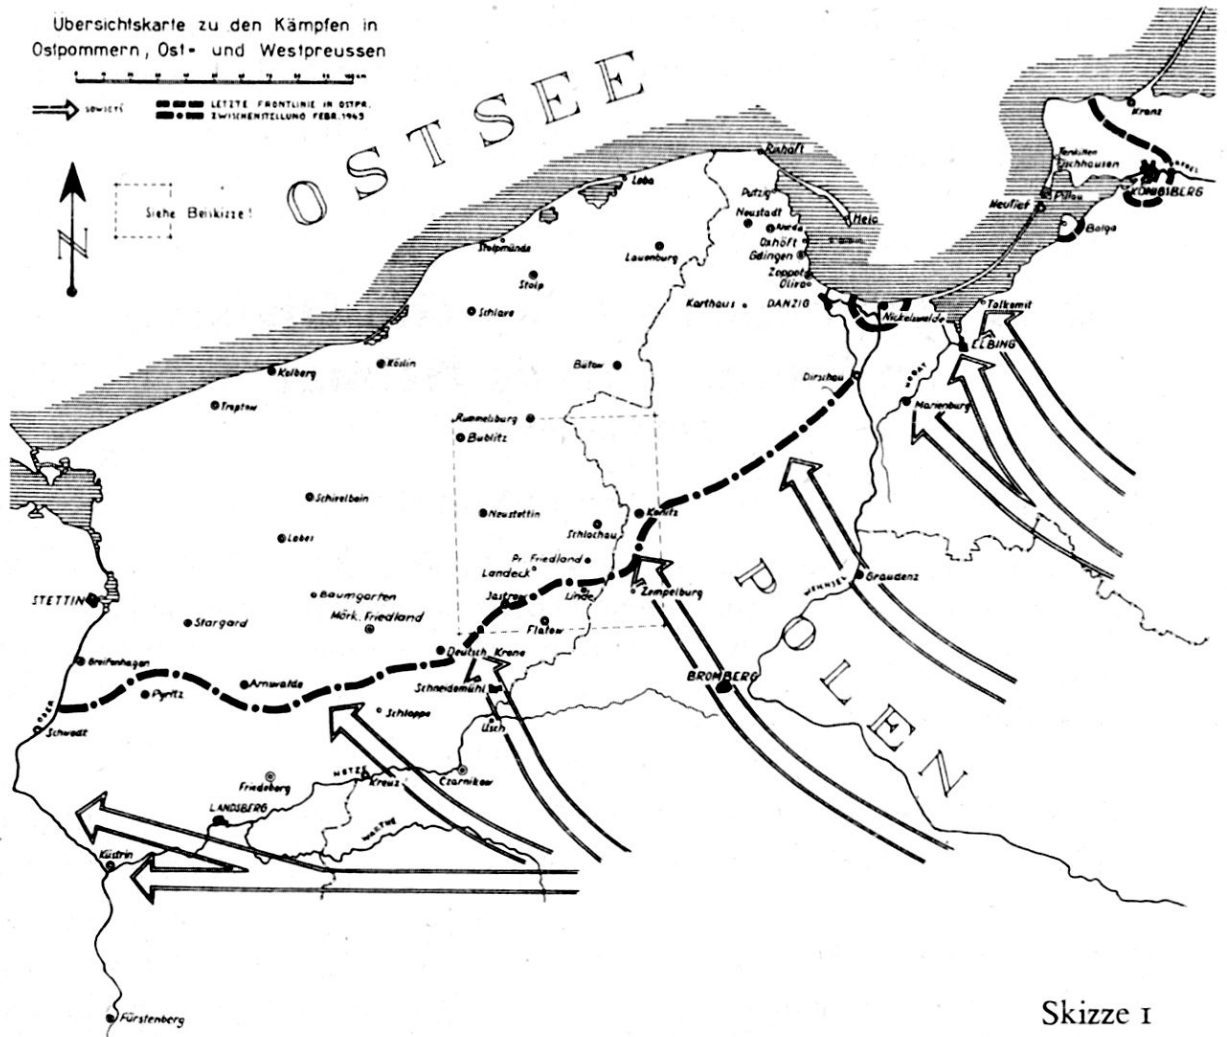 Übersichtskarte zu den Kämpfen in
Ostpommern, Ost- und Westpreussen
SOWJETS
LETZTE FRONTLINIE IN OSTPR.
ZWISCHENSTELLUNG FEBR. 1945
Siehe Beiskizze!
N
OSTSEE
Kranz
Fischhausen
KÖNIGSBERG
Pillau
Neutief
Balga
Rixhöft
Putzig
Hela
Neustadt
Oxhöft
Gdingen
Zoppot
Oliva
Karthaus
DANZIG
Nickelswalde
Tolkemit
ELBING
NOGAT
Marienburg
Dirschau
Leba
Stolpmünde
Lauenburg
Stolp
Schlawe
Köslin
Kolberg
Bütow
Treptow
Rummelsburg
Bublitz
Schivelbein
Neustettin
Konitz
Schlochau
Labes
Pr. Friedland
Landeck
Baumgarten
Jastrow
Linde
Zempelburg
Graudenz
WEICHSEL
STETTIN
Stargard
Märk. Friedland
Flatow
POLEN
Greifenhagen
Deutsch Krone
Arnswalde
Pyritz
Schneidemühl
BROMBERG
ODER
Schwedt
Schloppe
Usch
Friedeberg
NETZE
Kreuz
Czarnikow
LANDSBERG
WARTHE
Küstrin
Fürstenberg
Skizze 1